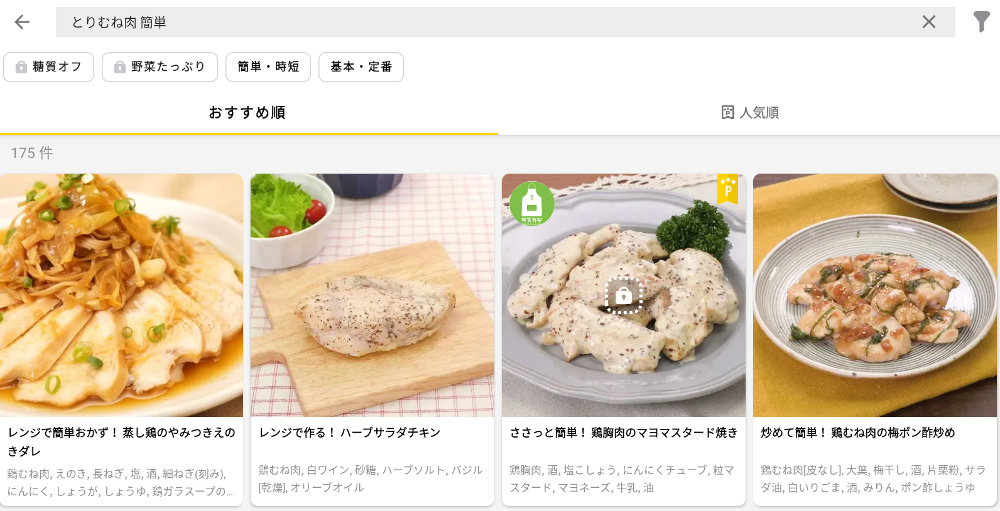 とりむね肉 簡単
糖質オフ
野菜たっぷり
簡単・時短
基本・定番
おすすめ順
P 人気順
175 件
T
タスカジ
P
レンジで簡単おかず！ 蒸し鶏のやみつきえの
きダレ
鶏むね肉, えのき, 長ねぎ, 塩, 酒, 細ねぎ(刻み),
にんにく, しょうが, しょうゆ, 鶏ガラスープの...
レンジで作る！ ハーブサラダチキン
鶏むね肉, 白ワイン, 砂糖, ハーブソルト, バジル
[乾燥], オリーブオイル
ささっと簡単！ 鶏胸肉のマヨマスタード焼き
鶏胸肉, 酒, 塩こしょう, にんにくチューブ, 粒マ
スタード, マヨネーズ, 牛乳, 油
炒めて簡単！ 鶏むね肉の梅ポン酢炒め
鶏むね肉[皮なし], 大葉, 梅干し, 酒, 片栗粉, サラ
ダ油, 白いりごま, 酒, みりん, ポン酢しょうゆ